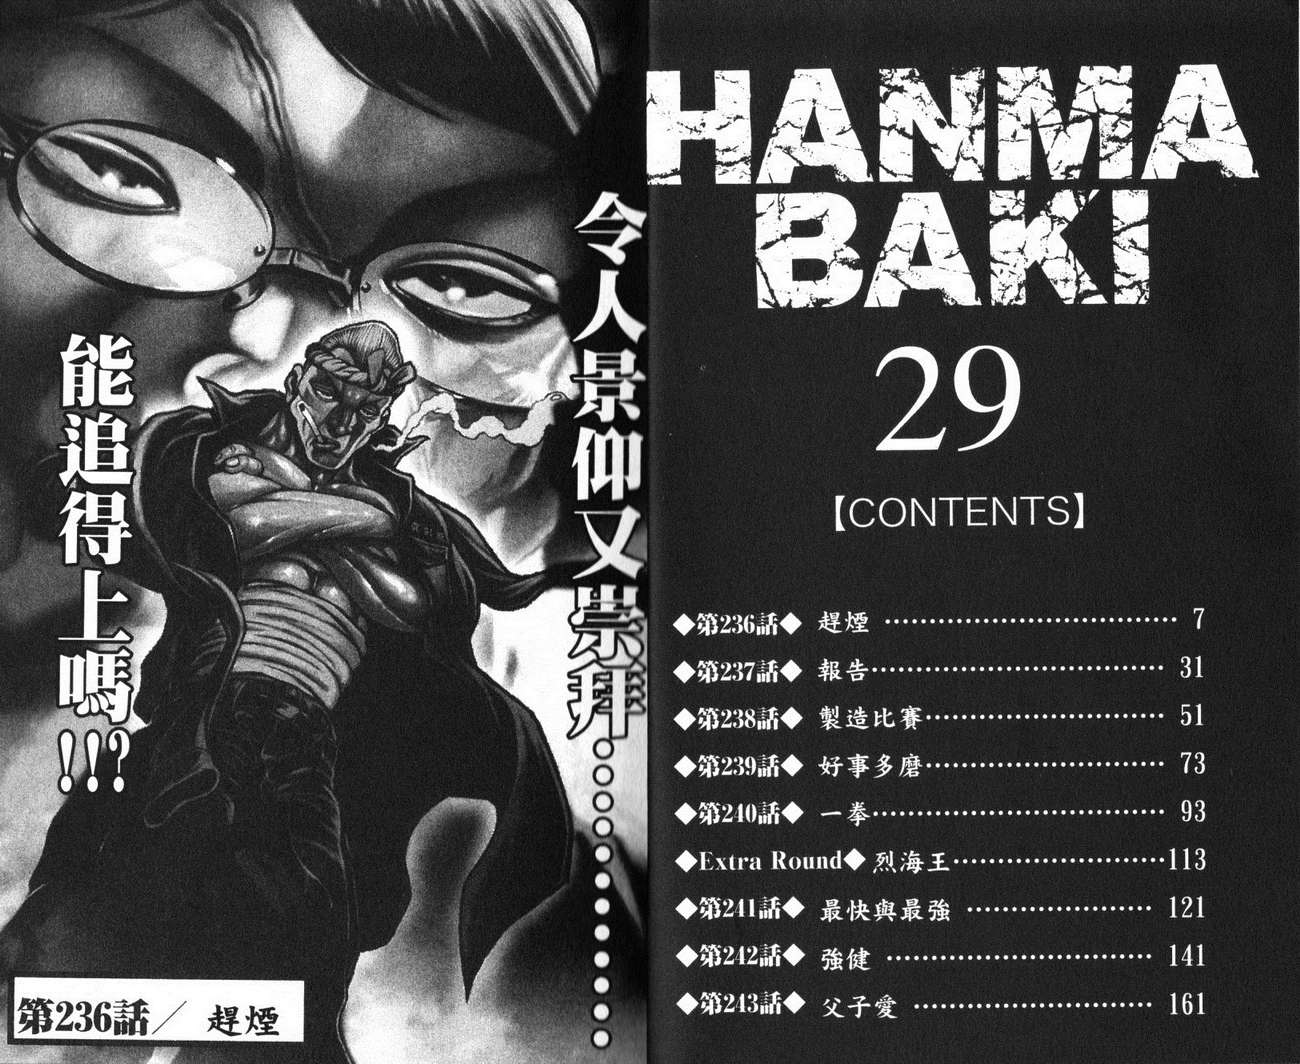 HANMA
BAKI
29
【CONTENTS】
◆第236話◆ 趕煙 ………………………… 7
◆第237話◆ 報告………………………… 31
◆第238話◆ 製造比賽…………………… 51
◆第239話◆ 好事多磨…………………… 73
◆第240話◆ 一拳………………………… 93
◆Extra Round◆ 烈海王…………………113
◆第241話◆ 最快與最強 ……………… 121
◆第242話◆ 強健 ……………………… 141
◆第243話◆ 父子愛 …………………… 161
令人景仰又崇拜。。。。。。。。。。。。
能追得上嗎!!?
第236話／ 趕煙